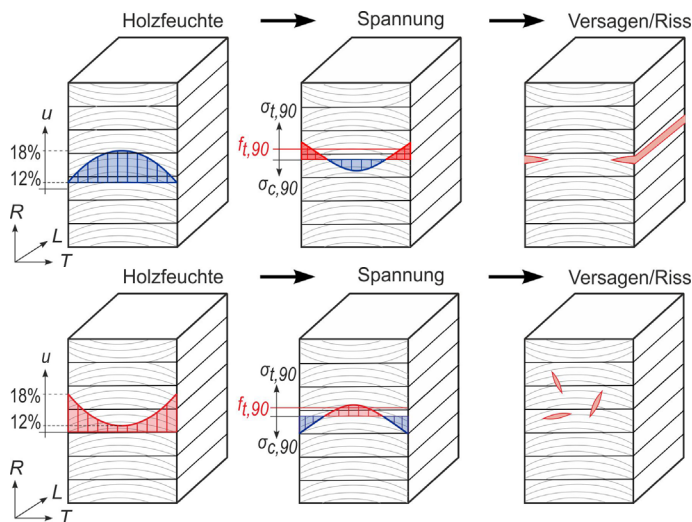 Holzfeuchte Spannung Versagen/Riss
u
18%
12%
R
L
T
σt,90
ft,90
σc,90
Holzfeuchte Spannung Versagen/Riss
u
18%
12%
R
L
T
σt,90
ft,90
σc,90